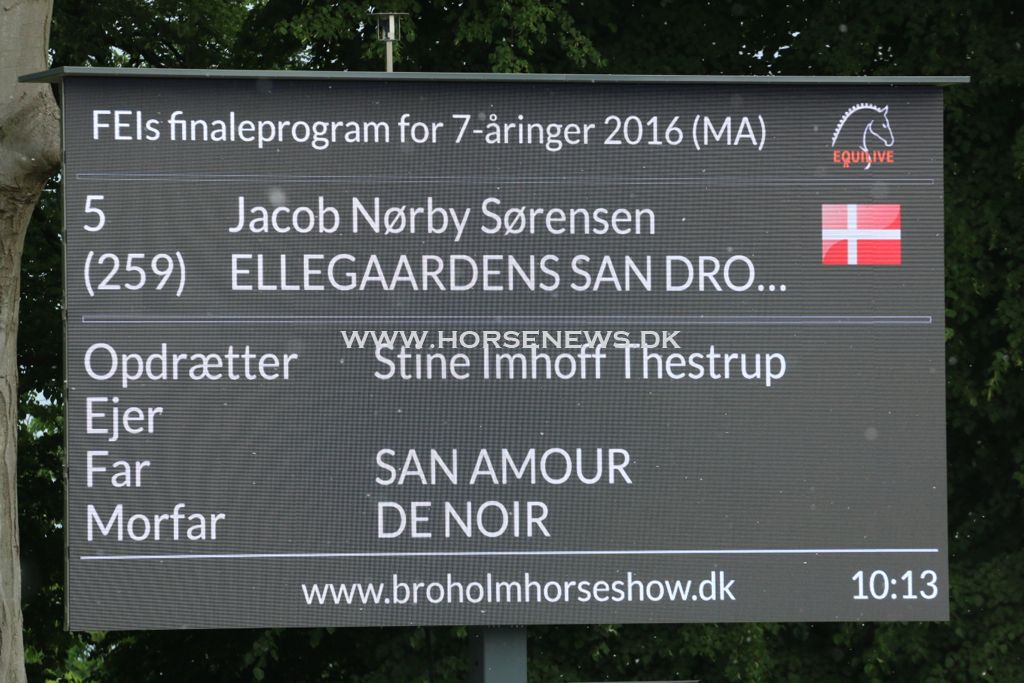 FEIs finaleprogram for 7-åringer 2016 (MA)
EQUILIVE
5 Jacob Nørby Sørensen
(259) ELLEGAARDENS SAN DRO...
WWW.HORSENEWS.DK
Opdrætter Stine Imhoff Thestrup
Ejer
Far SAN AMOUR
Morfar DE NOIR
www.broholmhorseshow.dk 10:13